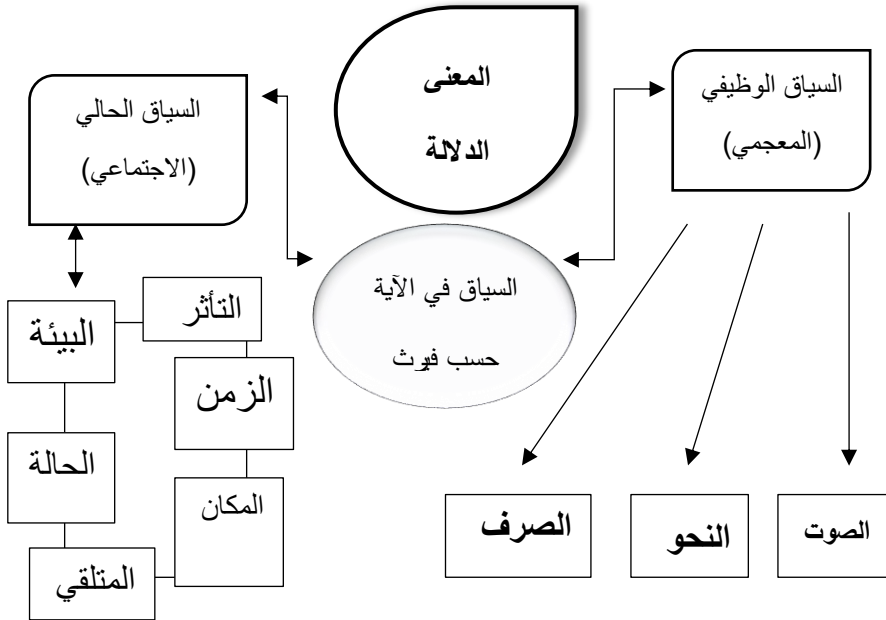 المعنى
الدلالة
السياق الوظيفي
(المعجمي)
السياق الحالي
(الاجتماعي)
السياق في الآية
حسب فيرث
التأثر
البيئة
الزمن
الحالة
المكان
المتلقي
الصوت
النحو
الصرف